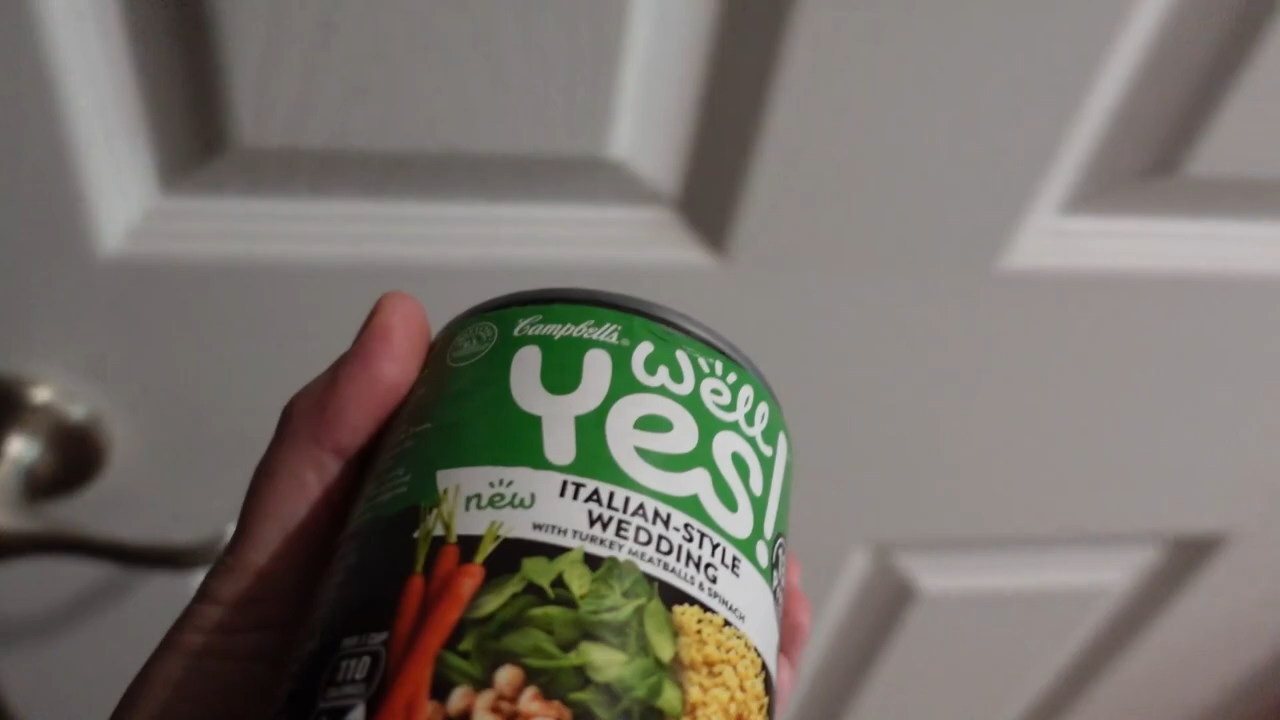 Campbell's®
Well
Yes!
new
ITALIAN-STYLE
WEDDING
WITH TURKEY MEATBALLS & SPINACH
110